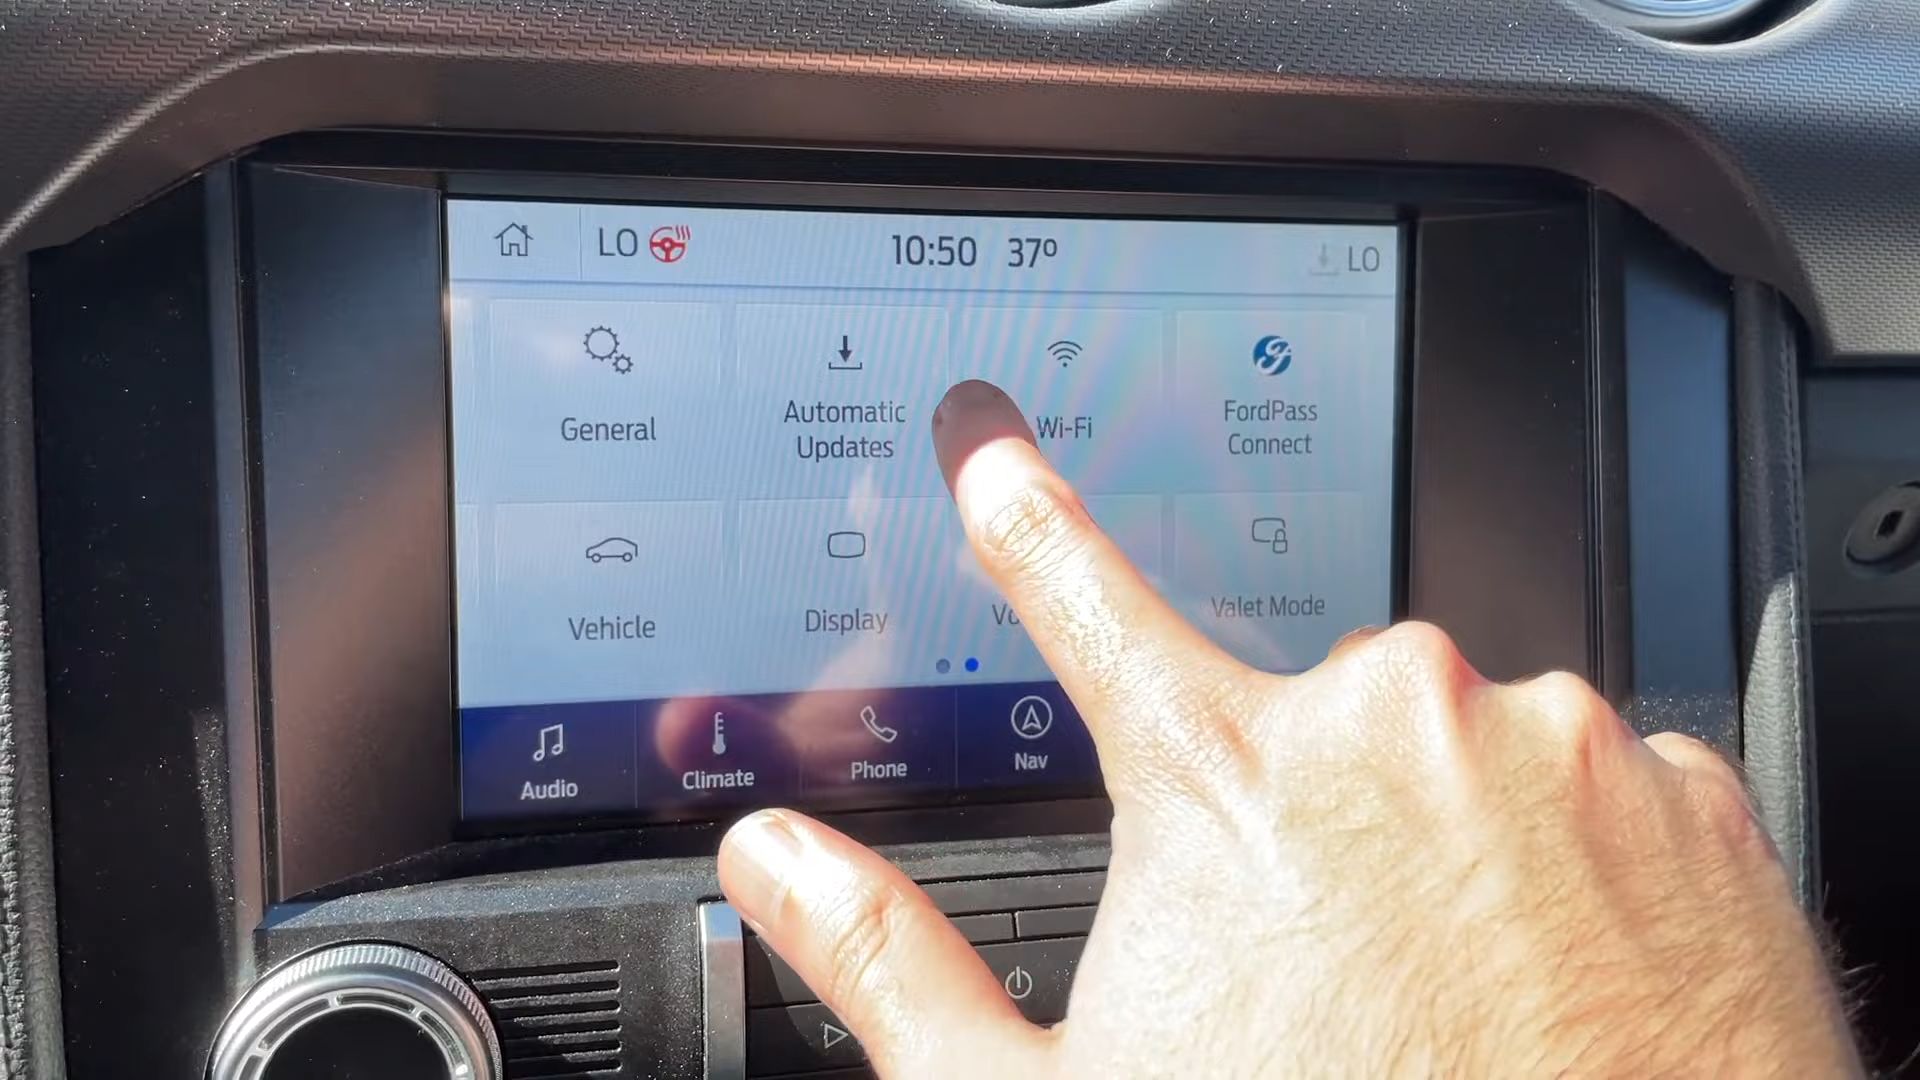 LO 10:50 37° LO
General
Automatic
Updates
Wi-Fi
FordPass
Connect
Vehicle
Display
Valet Mode
Audio
Climate
Phone
Nav